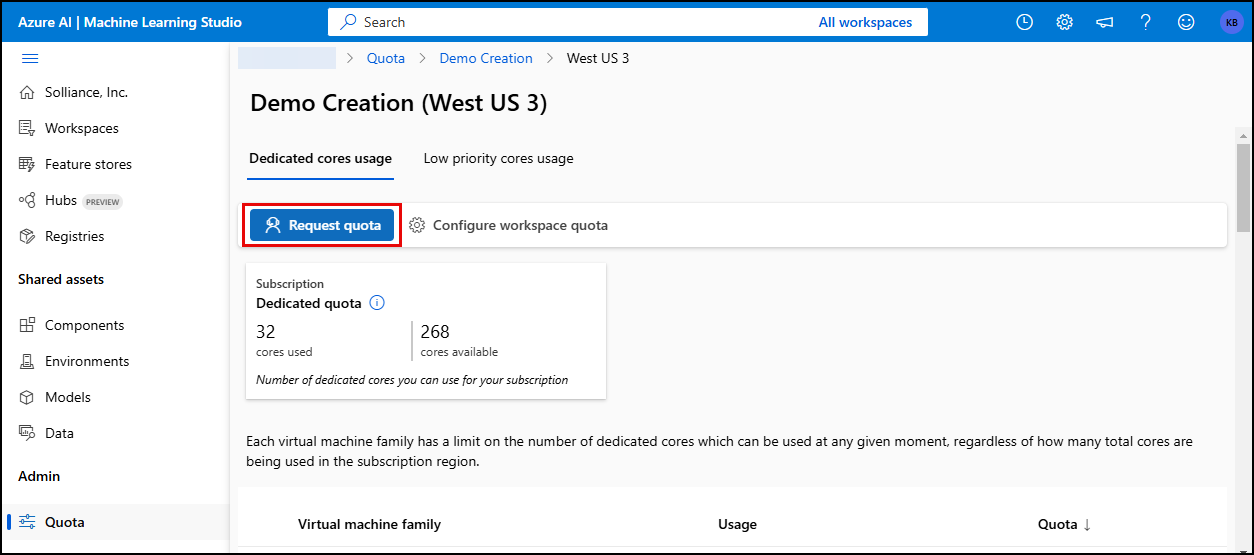 Azure AI | Machine Learning Studio
Search
All workspaces
KB
Quota > Demo Creation > West US 3
Solliance, Inc.
Workspaces
Feature stores
Hubs PREVIEW
Registries
Shared assets
Components
Environments
Models
Data
Admin
Quota
Demo Creation (West US 3)
Dedicated cores usage
Low priority cores usage
Request quota
Configure workspace quota
Subscription
Dedicated quota
32
cores used
268
cores available
Number of dedicated cores you can use for your subscription
Each virtual machine family has a limit on the number of dedicated cores which can be used at any given moment, regardless of how many total cores are
being used in the subscription region.
Virtual machine family
Usage
Quota ↓